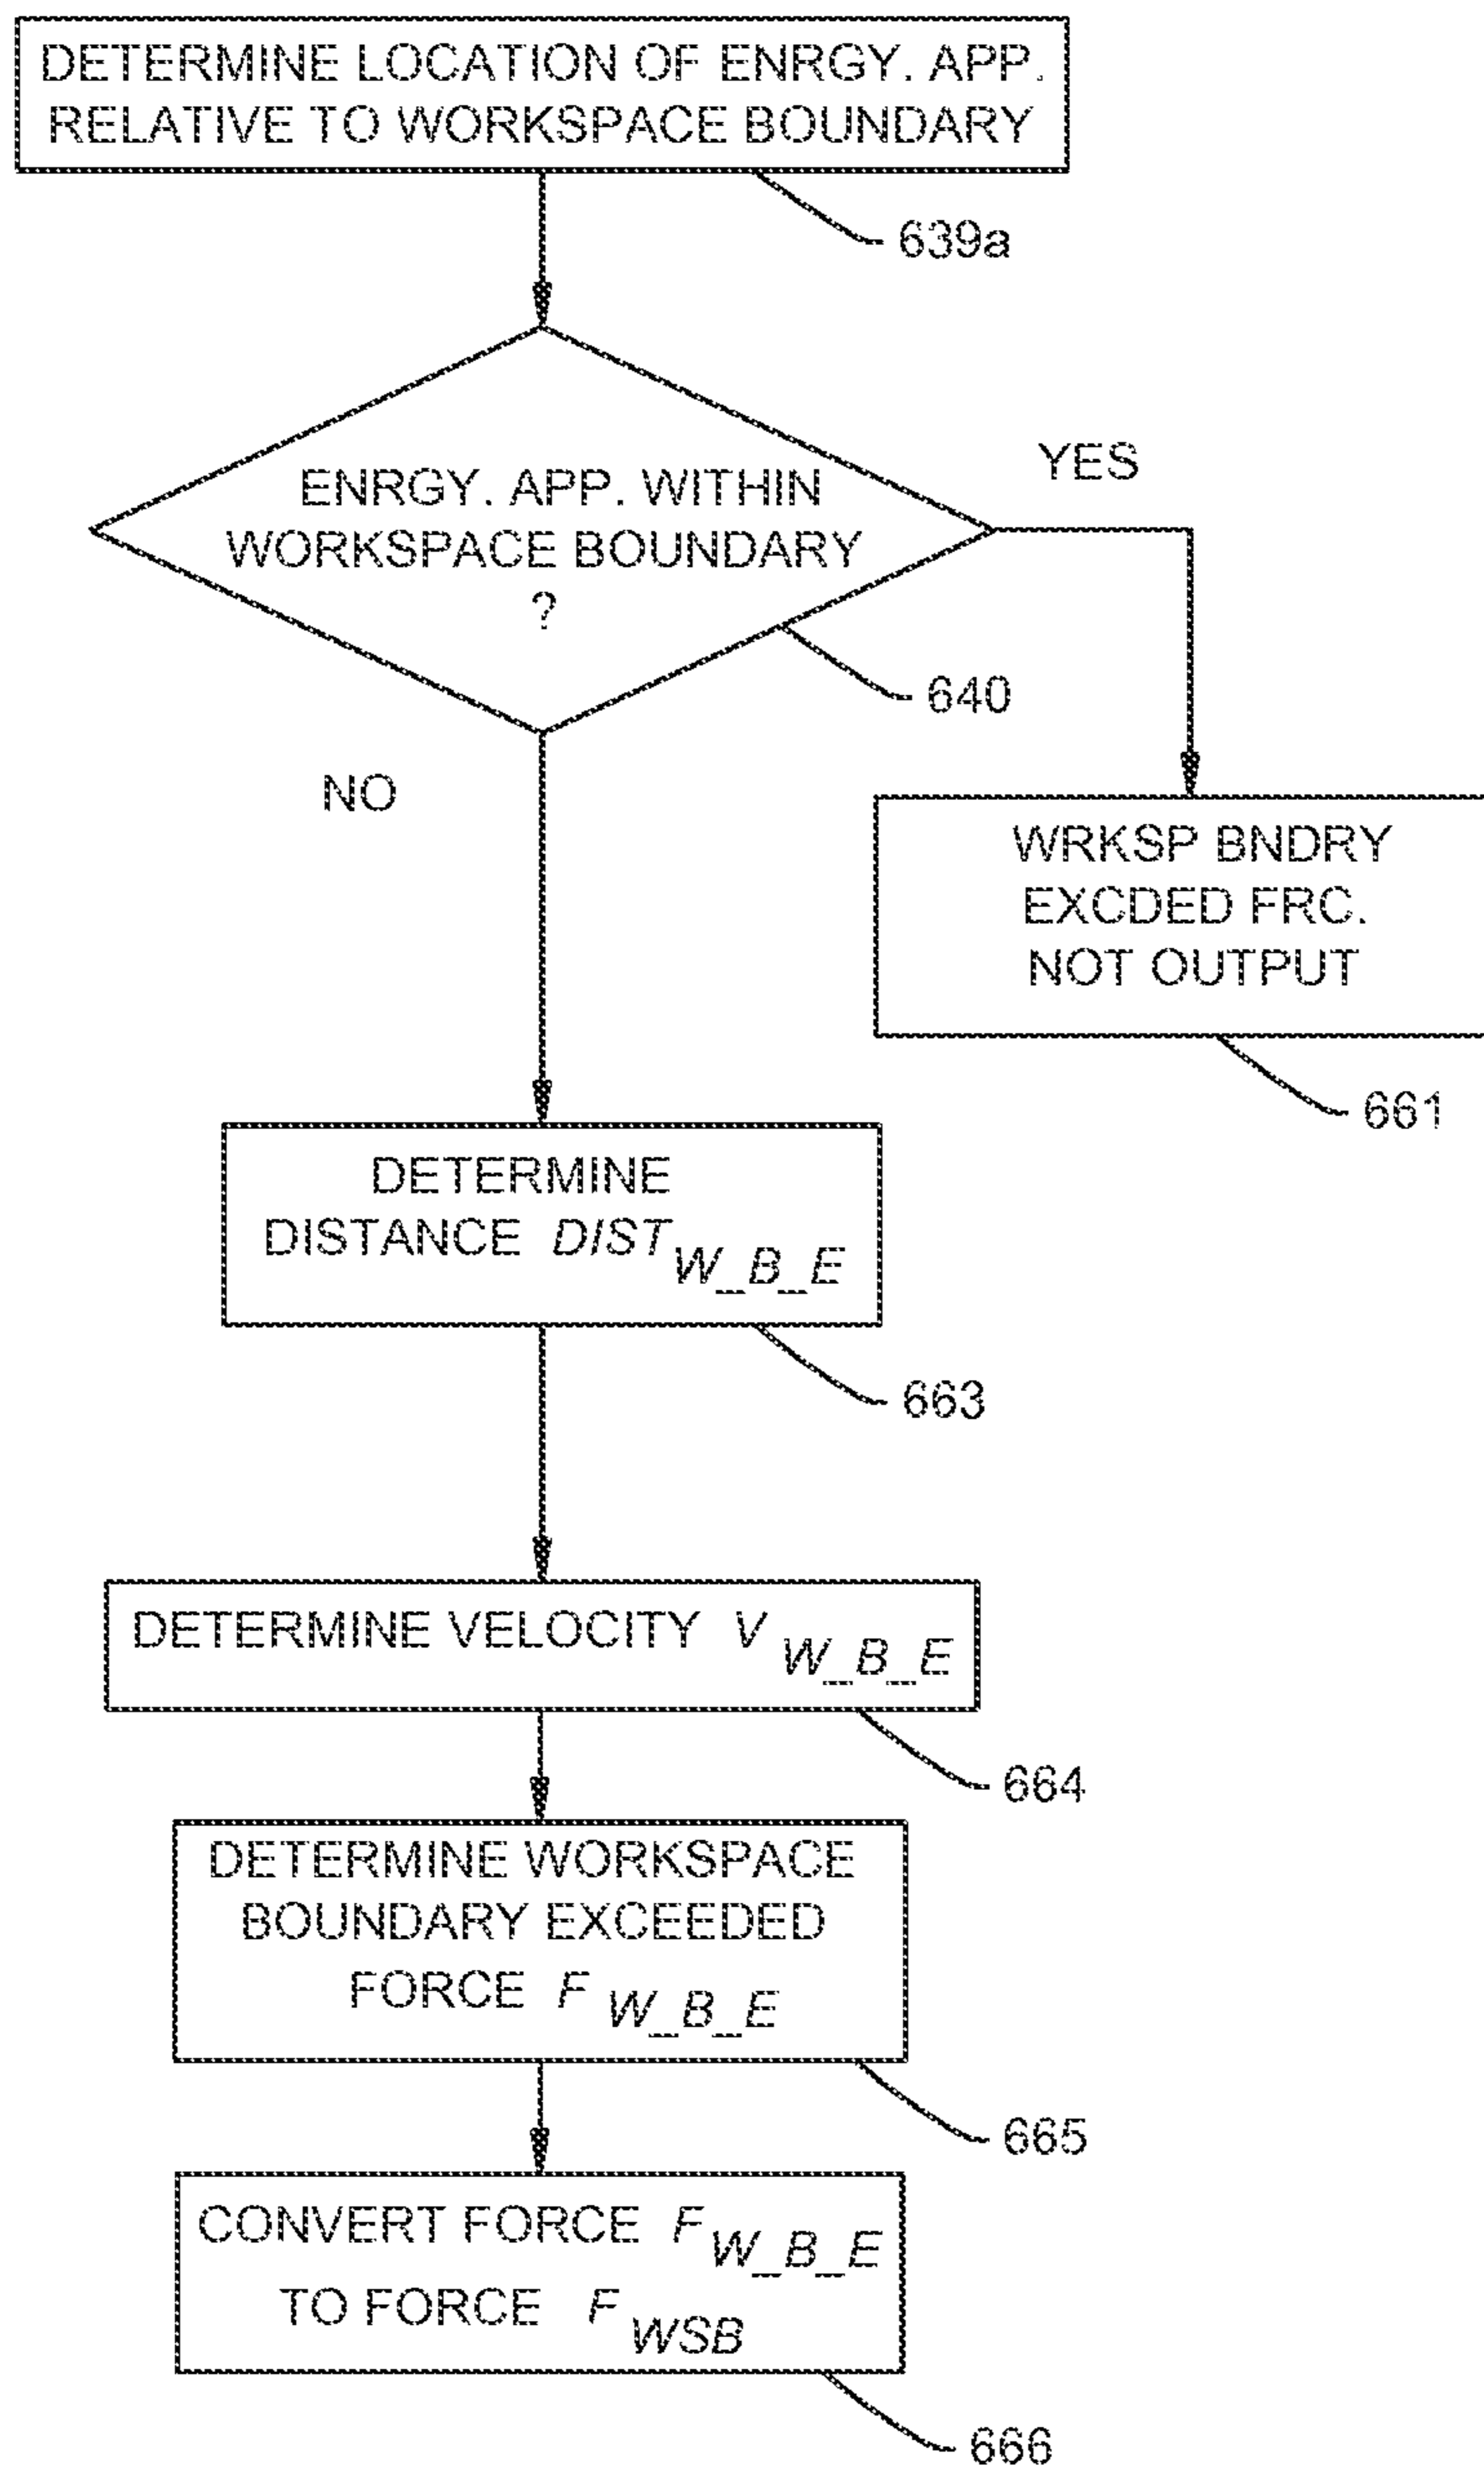 DETERMINE LOCATION OF ENRGY. APP.
RELATIVE TO WORKSPACE BOUNDARY
639a
ENRGY. APP. WITHIN
WORKSPACE BOUNDARY
?
YES
640
NO
WRKSP BNDRY
EXCDED FRC.
NOT OUTPUT
661
DETERMINE
DISTANCE DIST W_B_E
663
DETERMINE VELOCITY V W_B_E
664
DETERMINE WORKSPACE
BOUNDARY EXCEEDED
FORCE F W_B_E
665
CONVERT FORCE F W_B_E
TO FORCE F WSB
666